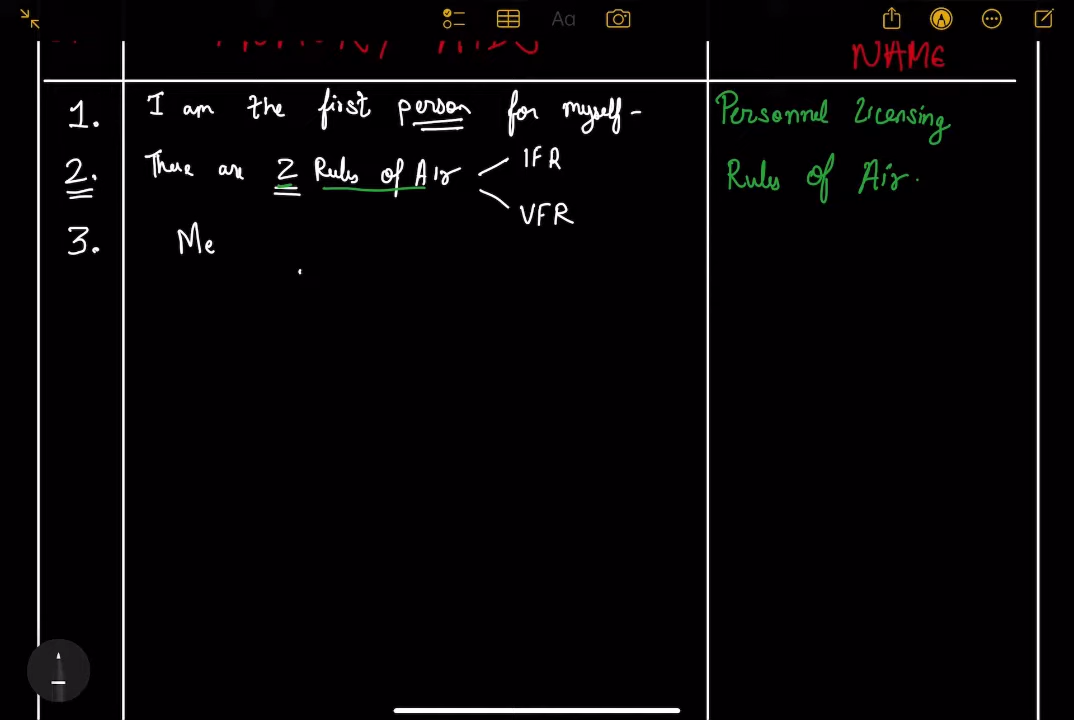 Aa
NAME
1. I am the first person for myself- Personnel Licensing
2. There are 2 Rules of Air IFR Rules of Air.
VFR
3. Me